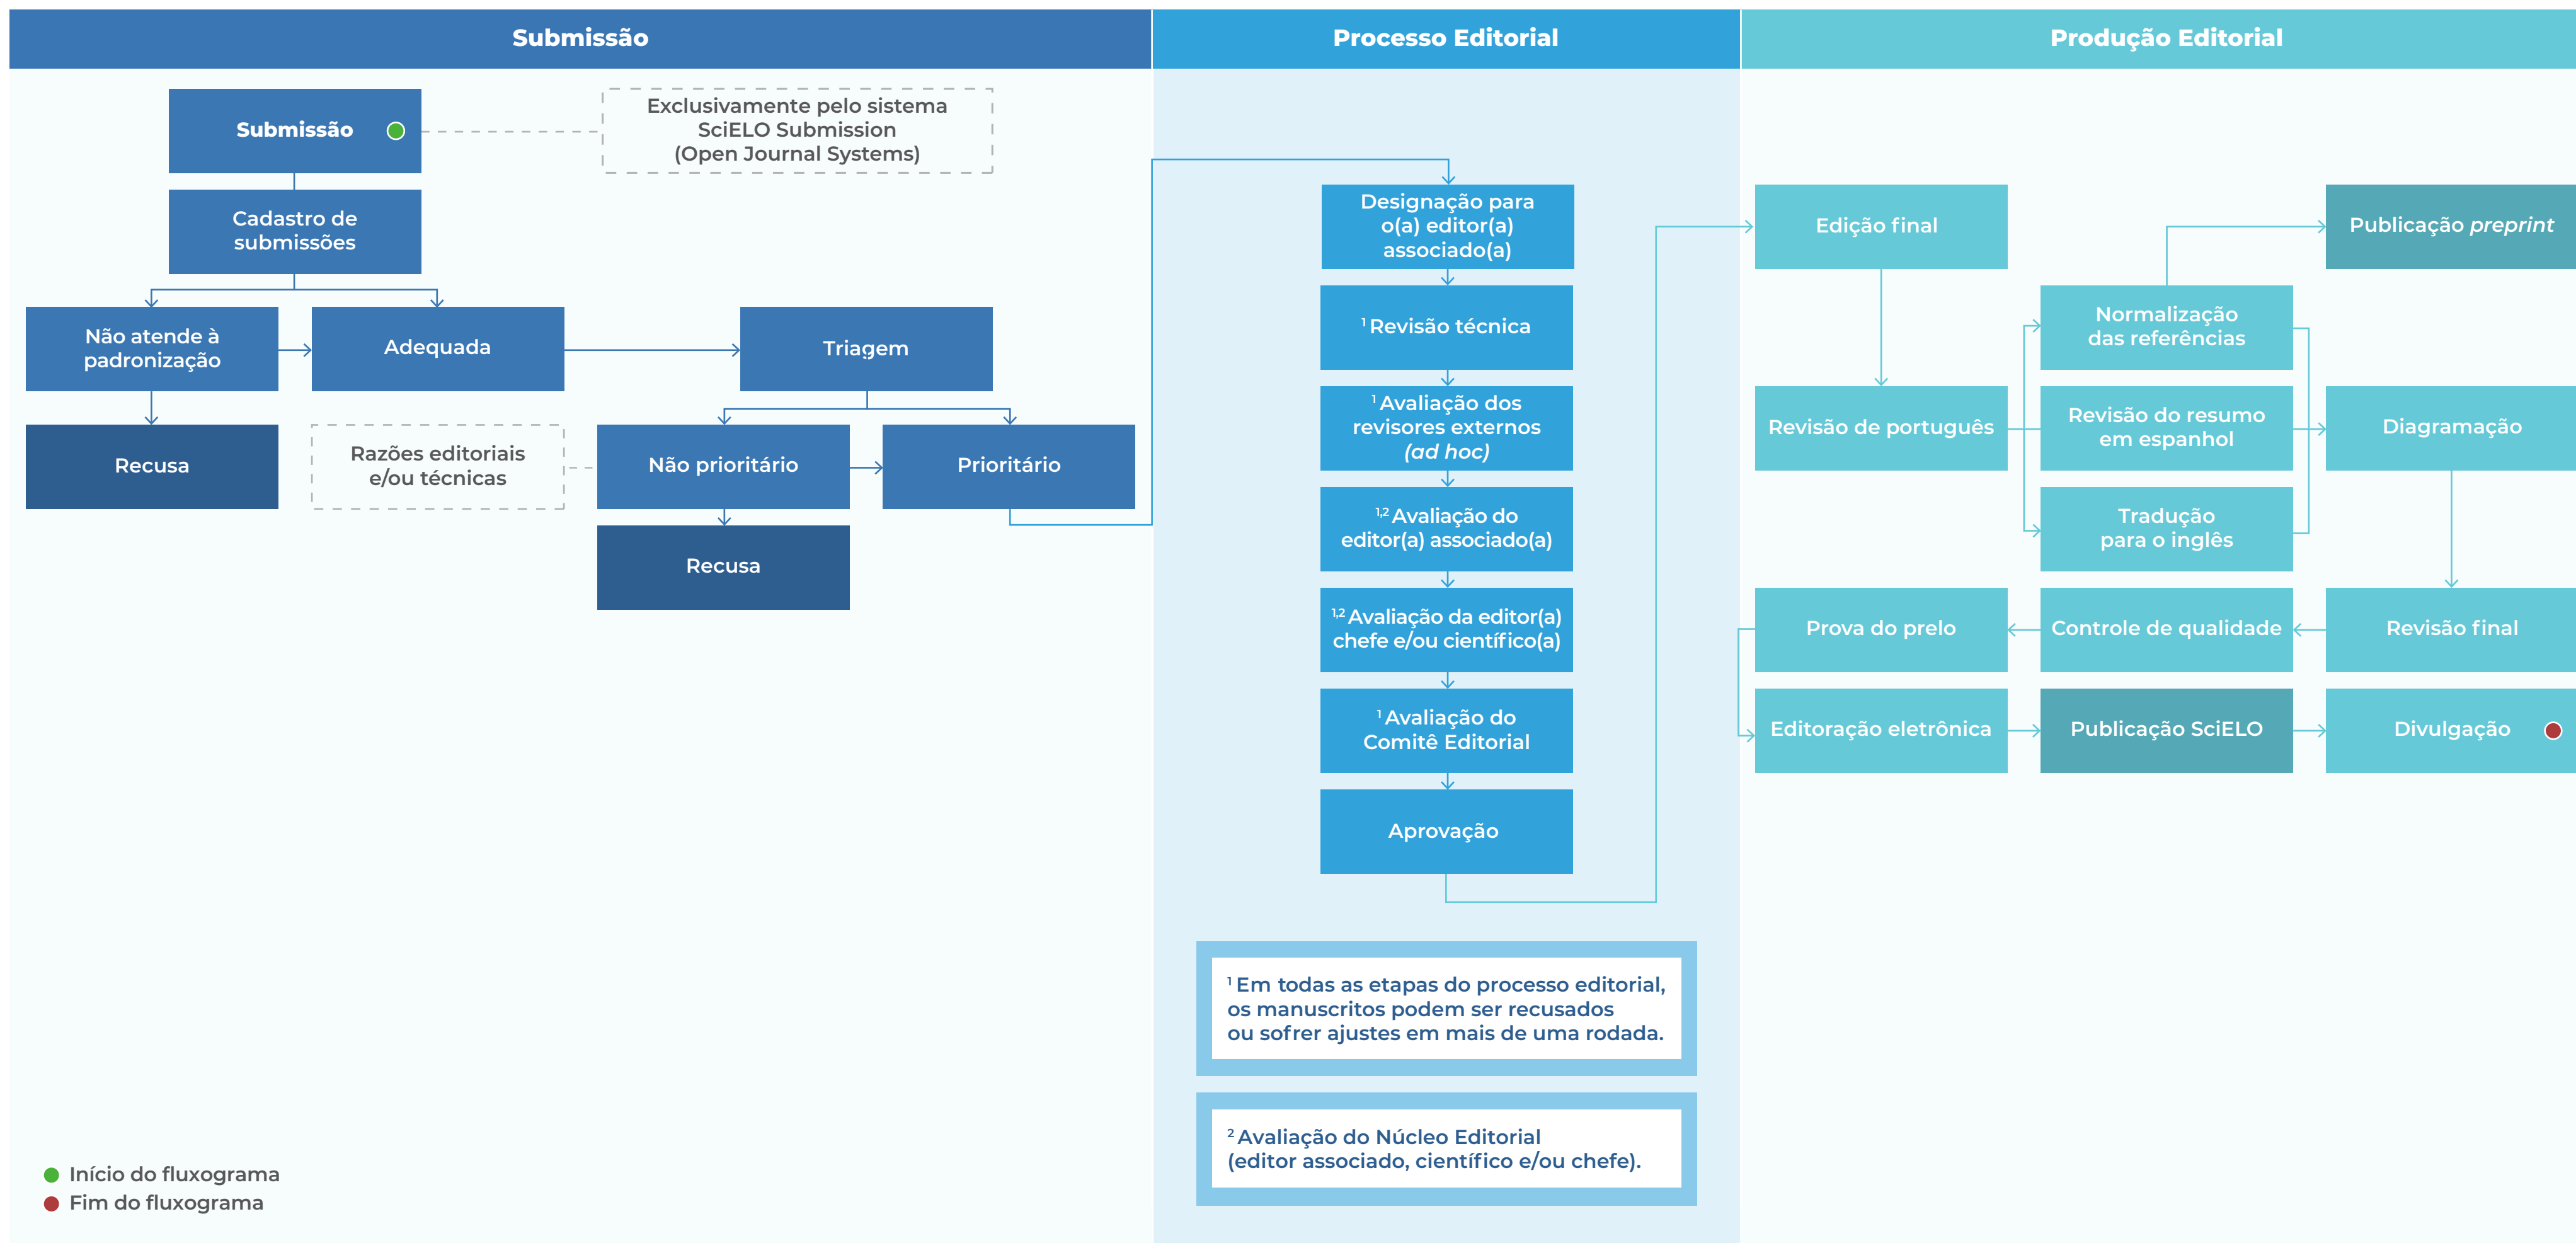 Submissão
Processo Editorial
Produção Editorial
Submissão
Exclusivamente pelo sistema
SciELO Submission
(Open Journal Systems)
Cadastro de
submissões
Não atende à
padronização
Adequada
Triagem
Recusa
Razões editoriais
e/ou técnicas
Não prioritário
Prioritário
Recusa
Designação para
o(a) editor(a)
associado(a)
¹ Revisão técnica
¹ Avaliação dos
revisores externos
(ad hoc)
¹,² Avaliação do
editor(a) associado(a)
¹,² Avaliação da editor(a)
chefe e/ou científico(a)
¹ Avaliação do
Comitê Editorial
Aprovação
¹ Em todas as etapas do processo editorial,
os manuscritos podem ser recusados
ou sofrer ajustes em mais de uma rodada.
² Avaliação do Núcleo Editorial
(editor associado, científico e/ou chefe).
Edição final
Publicação preprint
Normalização
das referências
Revisão de português
Revisão do resumo
em espanhol
Diagramação
Tradução
para o inglês
Prova do prelo
Controle de qualidade
Revisão final
Editoração eletrônica
Publicação SciELO
Divulgação
Início do fluxograma
Fim do fluxograma